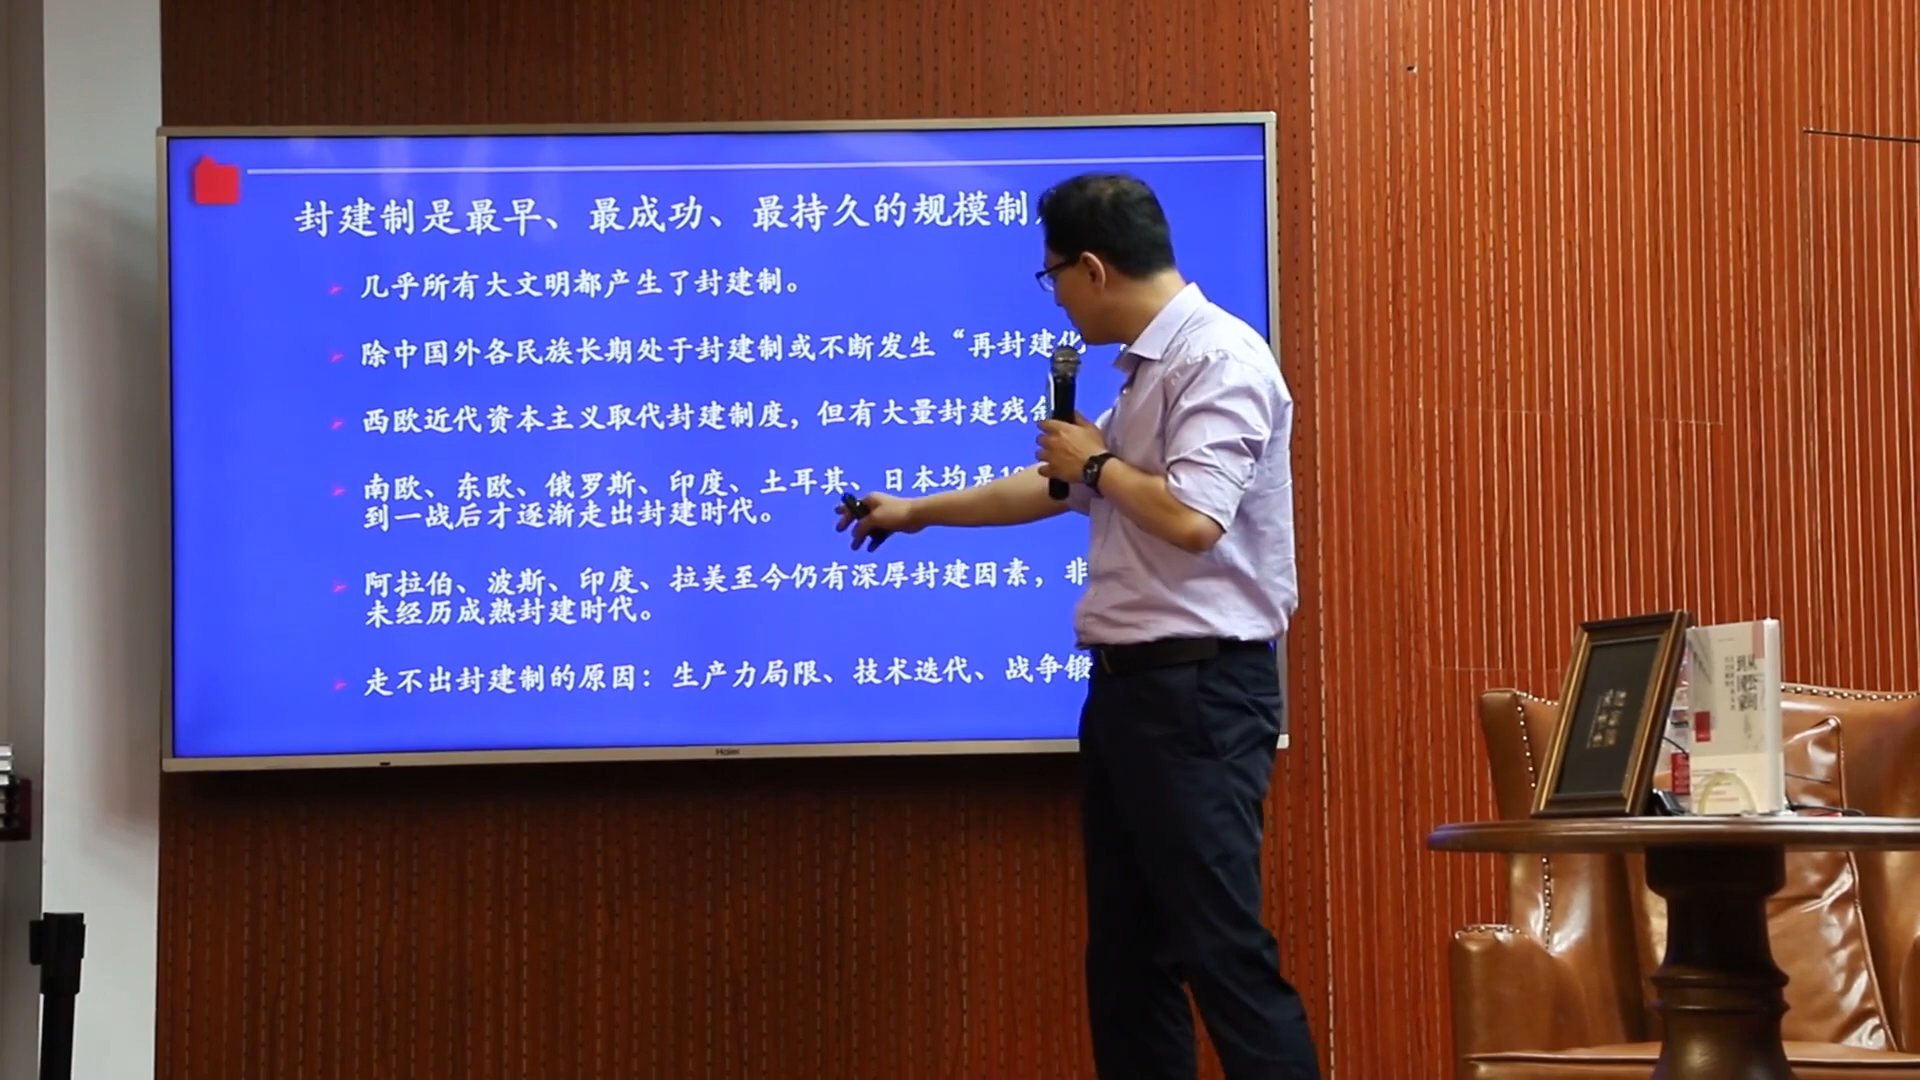 封建制是最早、最成功、最持久的规模制
几乎所有大文明都产生了封建制。
除中国外各民族长期处于封建制或不断发生“再封建化
西欧近代资本主义取代封建制度，但有大量封建残余
南欧、东欧、俄罗斯、印度、土耳其、日本均是19
到一战后才逐渐走出封建时代。
阿拉伯、波斯、印度、拉美至今仍有深厚封建因素，非
未经历成熟封建时代。
走不出封建制的原因：生产力局限、技术迭代、战争锻
Haier